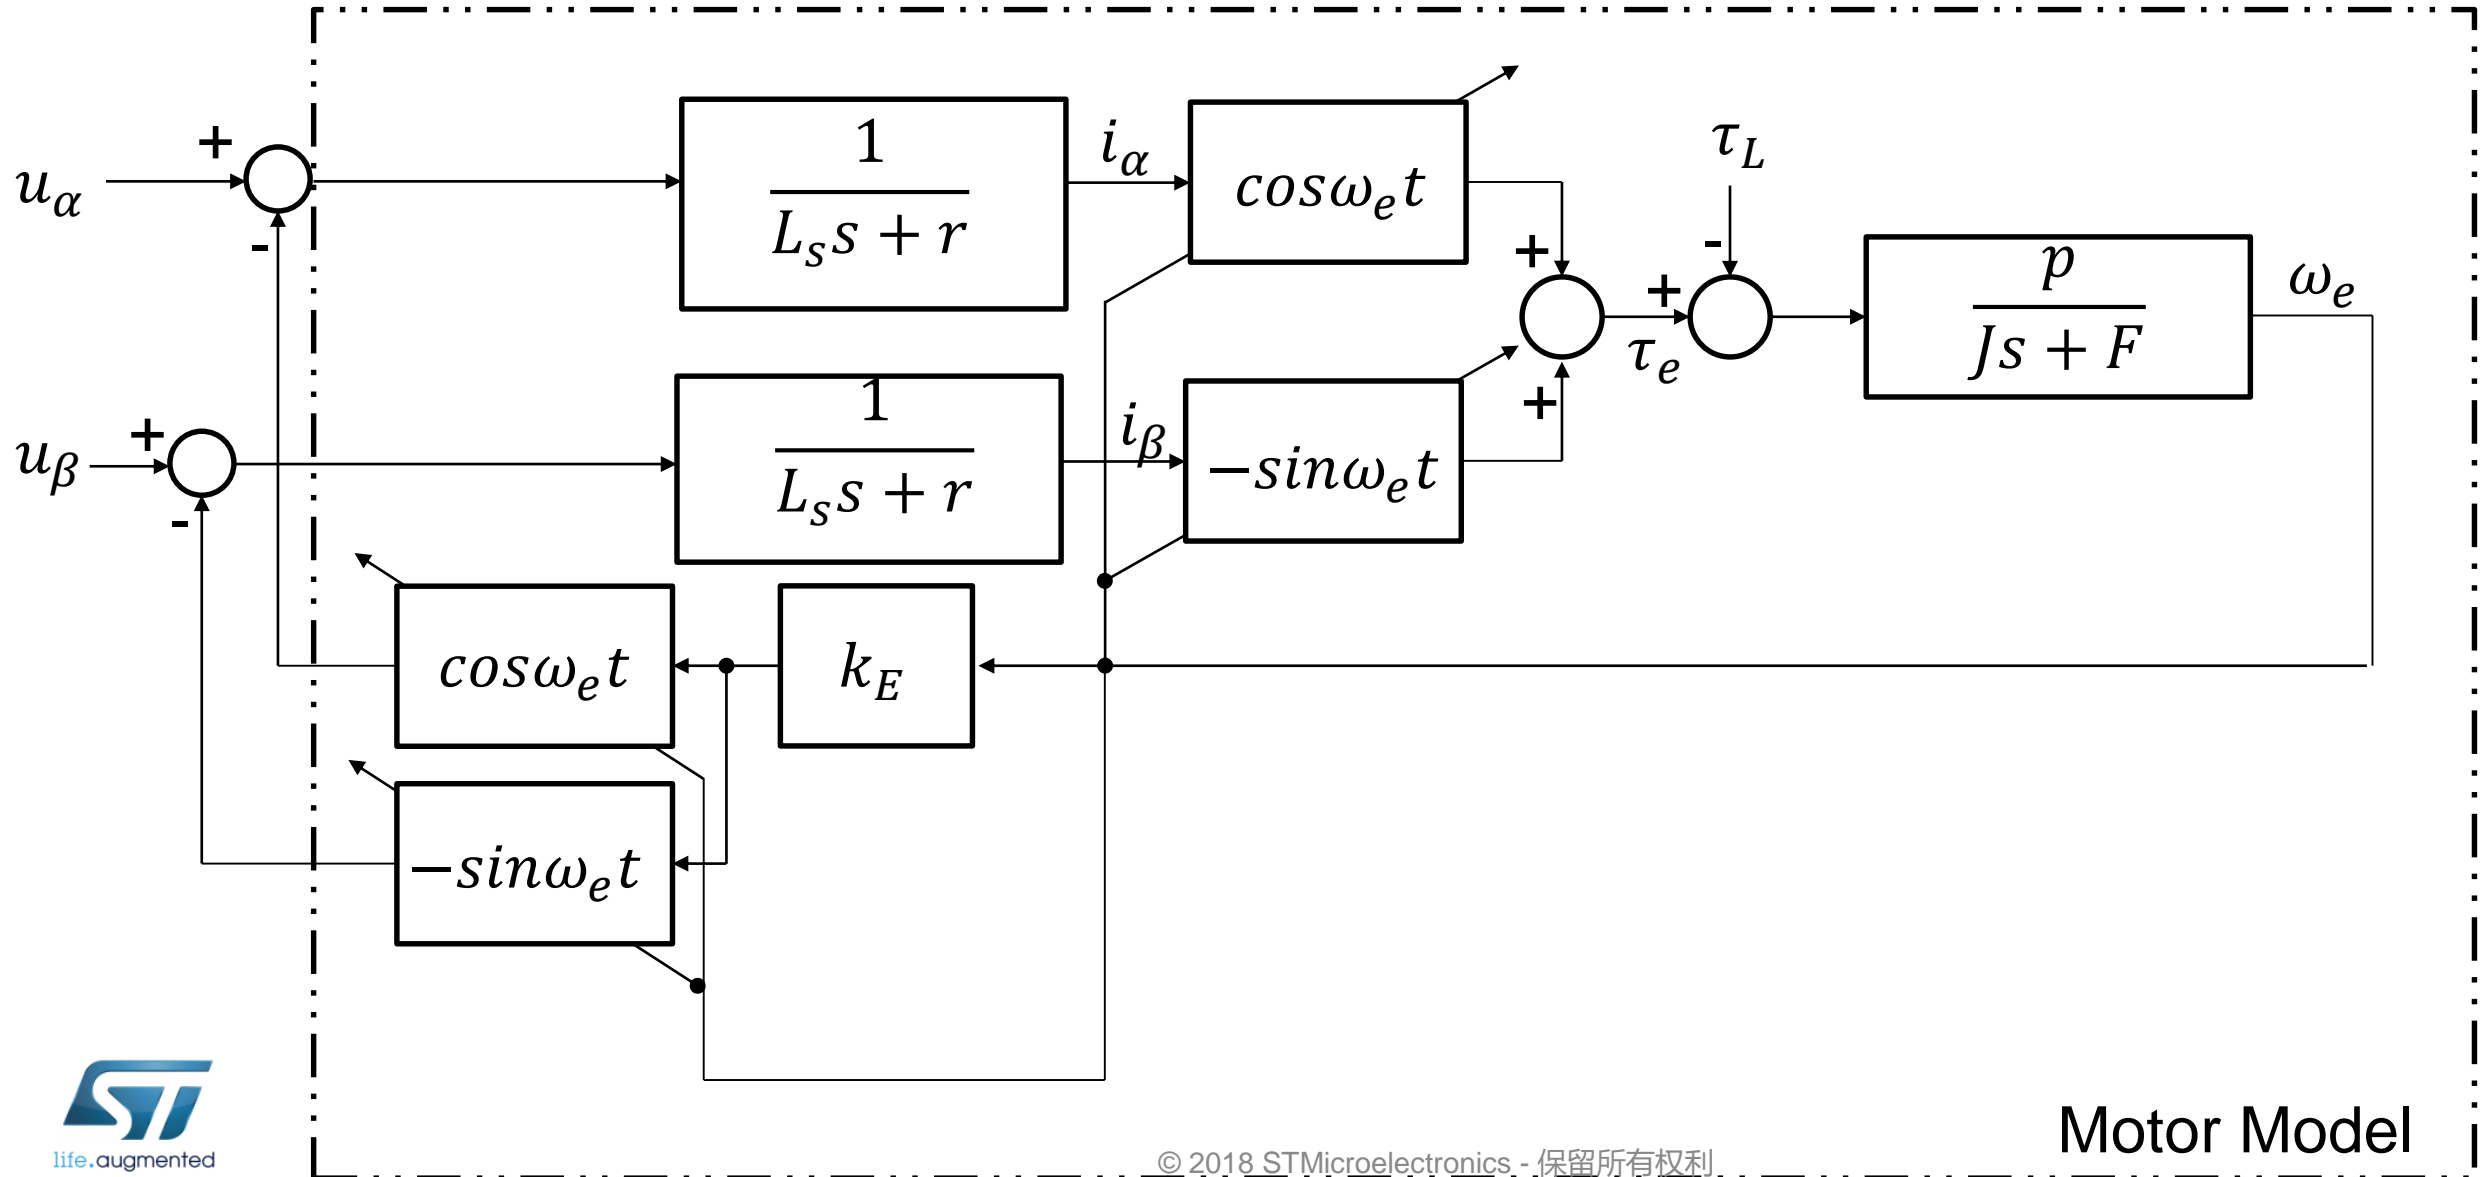 +
u_α
-
1
L_s s + r
i_α
cosω_e t
+
τ_L
-
+
τ_e
p
Js + F
ω_e
+
u_β
-
1
L_s s + r
i_β
−sinω_e t
+
cosω_e t
k_E
−sinω_e t
ST
life.augmented
© 2018 STMicroelectronics - 保留所有权利
Motor Model